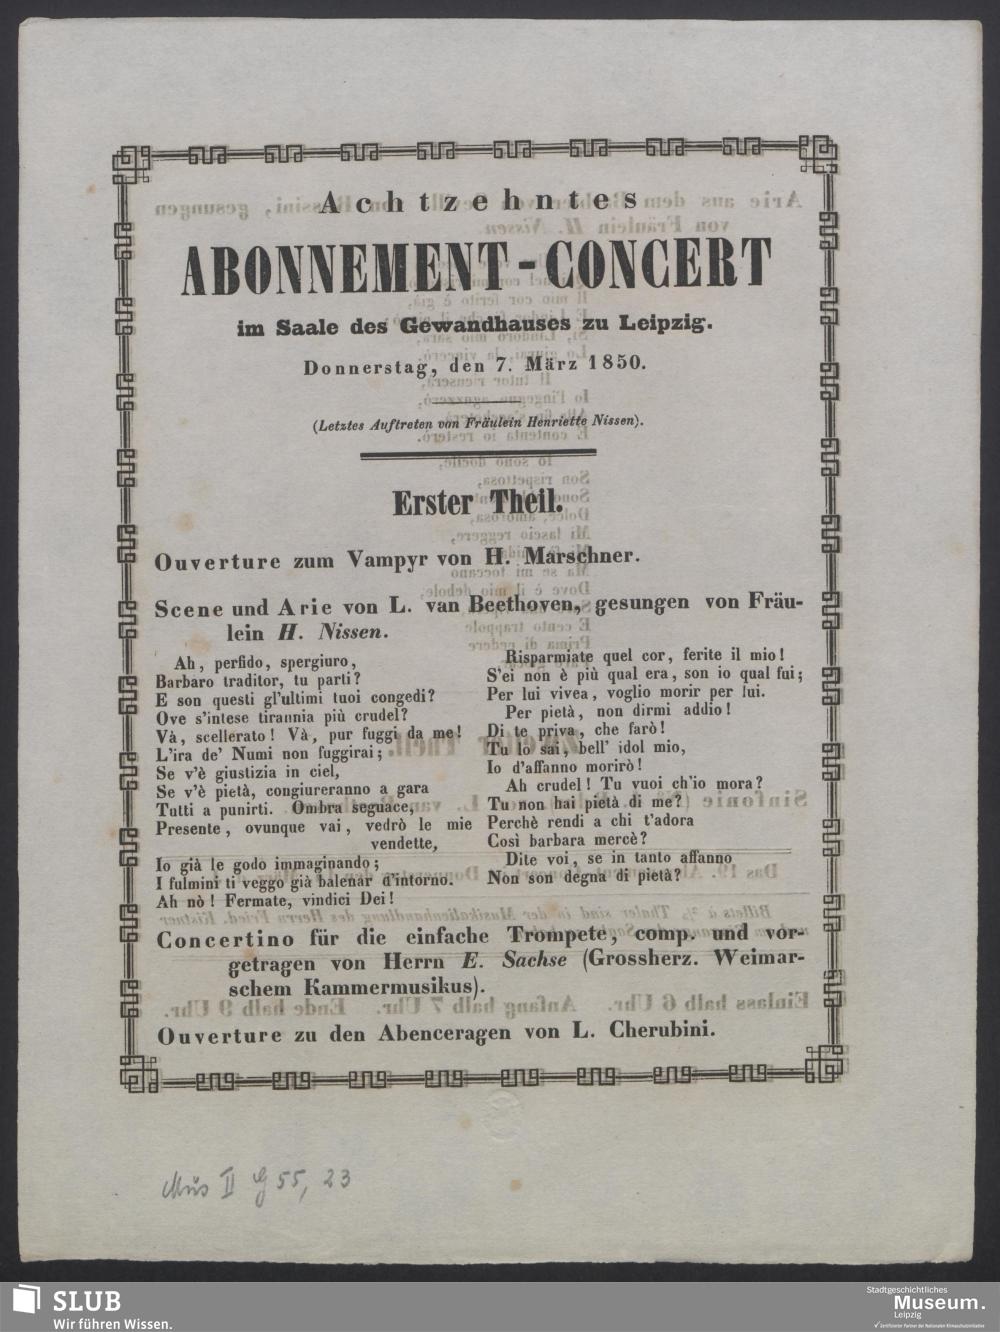 Achtzehntes
ABONNEMENT-CONCERT
im Saale des Gewandhauses zu Leipzig.
Donnerstag, den 7. März 1850.
(Letztes Auftreten von Fräulein Henriette Nissen).
Erster Theil.
Ouverture zum Vampyr von H. Marschner.
Scene und Arie von L. van Beethoven, gesungen von Fräu-
lein H. Nissen.
Ah, perfido, spergiuro,
Barbaro traditor, tu parti?
E son questi gl'ultimi tuoi congedi?
Ove s'intese tirannia più crudel?
Và, scellerato! Và, pur fuggi da me!
L'ira de' Numi non fuggirai;
Se v'è giustizia in ciel,
Se v'è pietà, congiureranno a gara
Tutti a punirti. Ombra seguace,
Presente, ovunque vai, vedrò le mie
vendette,
Io già le godo immaginando;
I fulmini ti veggo già balenar d'intorno.
Ah nò! Fermate, vindici Dei!
Risparmiate quel cor, ferite il mio!
S'ei non è più qual era, son io qual fui;
Per lui vivea, voglio morir per lui.
Per pietà, non dirmi addio!
Di te priva, che farò!
Tu lo sai, bell' idol mio,
Io d'affanno morirò!
Ah crudel! Tu vuoi ch'io mora?
Tu non hai pietà di me?
Perchè rendi a chi t'adora
Così barbara mercè?
Dite voi, se in tanto affanno
Non son degna di pietà?
Concertino für die einfache Trompete, comp. und vor-
getragen von Herrn E. Sachse (Grossherz. Weimar-
schem Kammermusikus).
Ouverture zu den Abenceragen von L. Cherubini.
Mus II G 55, 23
SLUB
Wir führen Wissen.
Stadtgeschichtliches
Museum.
Leipzig
Zertifizierter Partner der Nationalen Klimaschutzinitiative